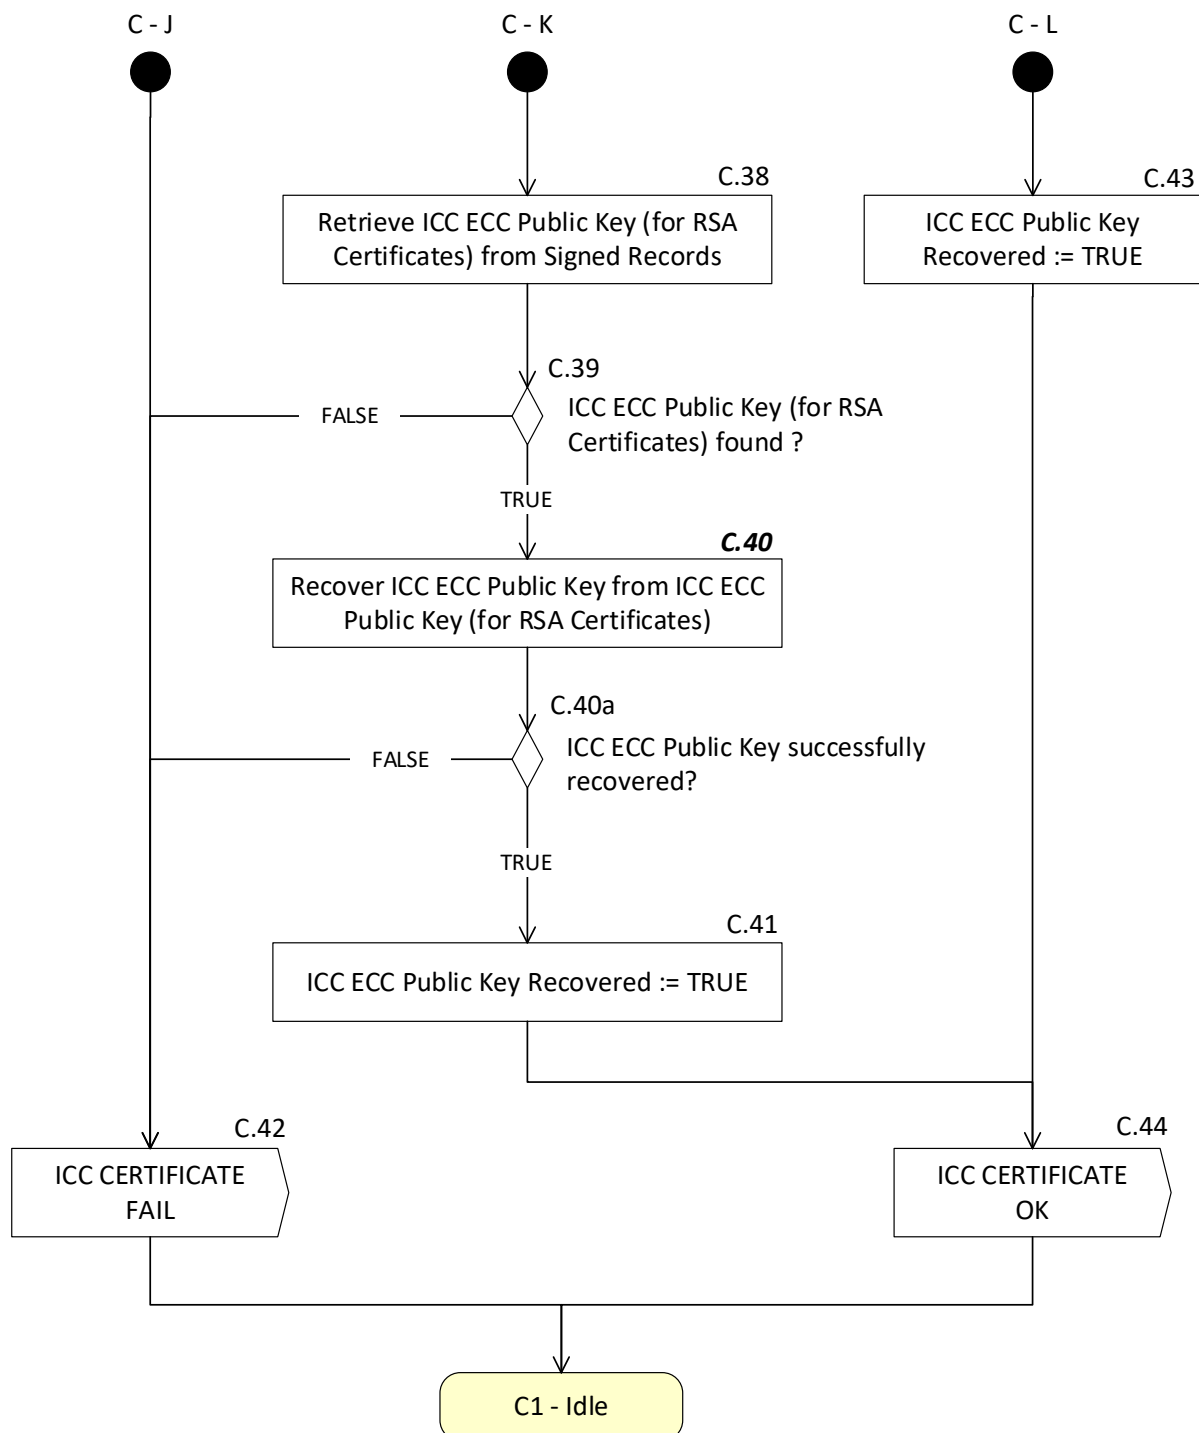 C - J
C - K
C - L
C.38
C.43
Retrieve ICC ECC Public Key (for RSA
Certificates) from Signed Records
ICC ECC Public Key
Recovered := TRUE
C.39
ICC ECC Public Key (for RSA
Certificates) found ?
FALSE
TRUE
C.40
Recover ICC ECC Public Key from ICC ECC
Public Key (for RSA Certificates)
C.40a
ICC ECC Public Key successfully
recovered?
FALSE
TRUE
C.41
ICC ECC Public Key Recovered := TRUE
C.42
C.44
ICC CERTIFICATE
FAIL
ICC CERTIFICATE
OK
C1 - Idle